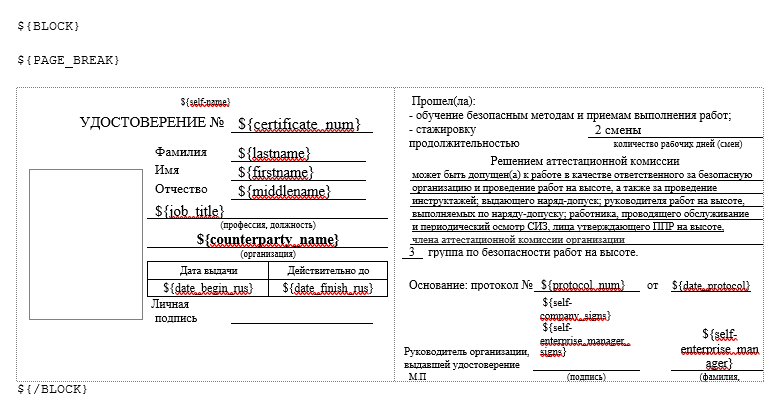 ${BLOCK}
${PAGE_BREAK}
${self-name}
УДОСТОВЕРЕНИЕ № ${certificate_num}
Фамилия ${lastname}
Имя ${firstname}
Отчество ${middlename}
${job_title}
(профессия, должность)
${counterparty_name}
(организация)
Дата выдачи Действительно до
${date_begin_rus} ${date_finish_rus}
Личная
подпись
Прошел(ла):
- обучение безопасным методам и приемам выполнения работ;
- стажировку 2 смены
продолжительностью количество рабочих дней (смен)
Решением аттестационной комиссии
может быть допущен(а) к работе в качестве ответственного за безопасную
организацию и проведение работ на высоте, а также за проведение
инструктажей; выдающего наряд-допуск; руководителя работ на высоте,
выполняемых по наряду-допуску; работника, проводящего обслуживание
и периодический осмотр СИЗ, лица утверждающего ППР на высоте,
члена аттестационной комиссии организации
3 группа по безопасности работ на высоте.
Основание: протокол № ${protocol_num} от ${date_protocol}
${self-
company_signs}
${self-
enterprise_manager_
signs}
${self-
enterprise_man
ager}
Руководитель организации,
выдавшей удостоверение
М.П (подпись) (фамилия,
${/BLOCK}